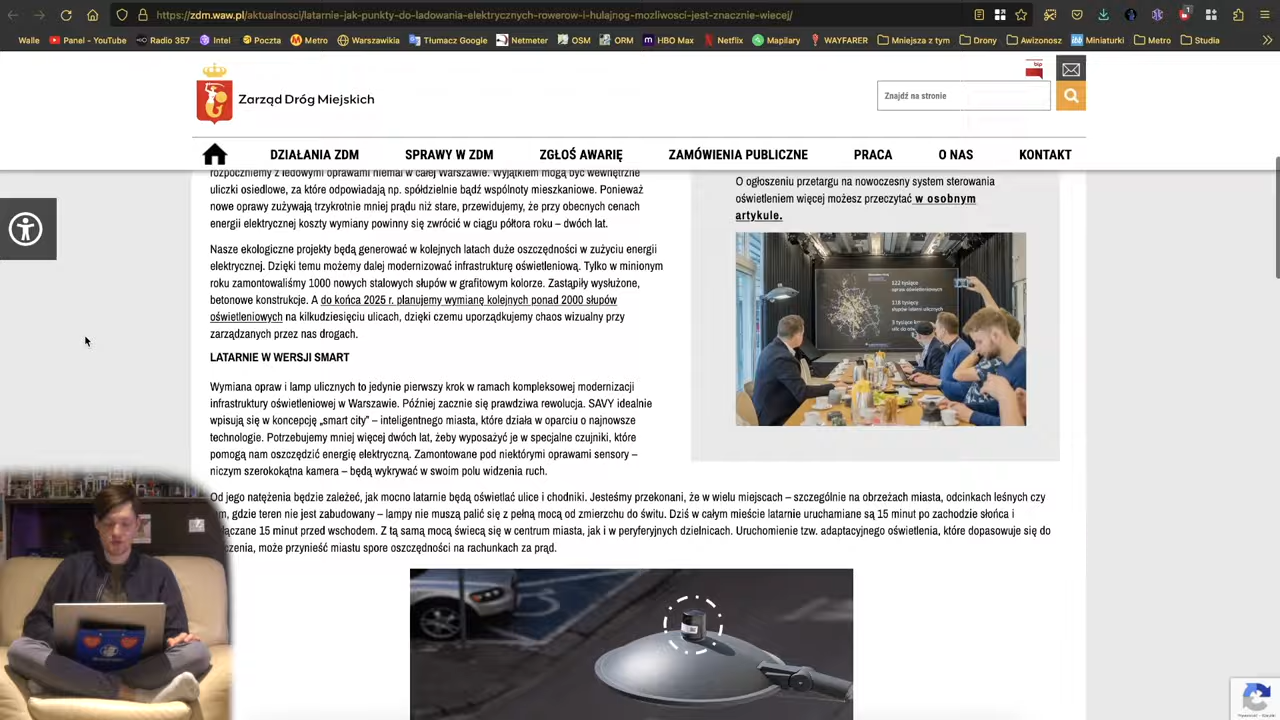 https://zdm.waw.pl/aktualnosci/latarnie-jak-punkty-do-ladowania-elektrycznych-rowerow-i-hulajnog-mozliwosci-jest-znacznie-wiecej/
Walle Panel - YouTube Radio 357 Intel Poczta Metro Warszawikia Tłumacz Google Netmeter OSM ORM HBO Max Netflix Mapilary WAYFARER Mniejsza z tym Drony Awizonosz Miniaturki Metro Studia
bip
Zarząd Dróg Miejskich
Znajdź na stronie
DZIAŁANIA ZDM SPRAWY W ZDM ZGŁOŚ AWARIĘ ZAMÓWIENIA PUBLICZNE PRACA O NAS KONTAKT
rozpoczniemy z ledowymi oprawami niemal w całej Warszawie. Wyjątkiem mogą być wewnętrzne
uliczki osiedlowe, za które odpowiadają np. spółdzielnie bądź wspólnoty mieszkaniowe. Ponieważ
nowe oprawy zużywają trzykrotnie mniej prądu niż stare, przewidujemy, że przy obecnych cenach
energii elektrycznej koszty wymiany powinny się zwrócić w ciągu półtora roku – dwóch lat.
Nasze ekologiczne projekty będą generować w kolejnych latach duże oszczędności w zużyciu energii
elektrycznej. Dzięki temu możemy dalej modernizować infrastrukturę oświetleniową. Tylko w minionym
roku zamontowaliśmy 1000 nowych stalowych słupów w grafitowym kolorze. Zastąpiły wysłużone,
betonowe konstrukcje. A do końca 2025 r. planujemy wymianę kolejnych ponad 2000 słupów
oświetleniowych na kilkudziesięciu ulicach, dzięki czemu uporządkujemy chaos wizualny przy
zarządzanych przez nas drogach.
LATARNIE W WERSJI SMART
Wymiana opraw i lamp ulicznych to jedynie pierwszy krok w ramach kompleksowej modernizacji
infrastruktury oświetleniowej w Warszawie. Później zacznie się prawdziwa rewolucja. SAVY idealnie
wpisują się w koncepcję „smart city” – inteligentnego miasta, które działa w oparciu o najnowsze
technologie. Potrzebujemy mniej więcej dwóch lat, żeby wyposażyć je w specjalne czujniki, które
pomogą nam oszczędzić energię elektryczną. Zamontowane pod niektórymi oprawami sensory –
niczym szerokokątna kamera – będą wykrywać w swoim polu widzenia ruch.
O ogłoszeniu przetargu na nowoczesny system sterowania
oświetleniem więcej możesz przeczytać w osobnym
artykule.
122 tysiące
opraw oświetleniowych
118 tysięcy
Od jego natężenia będzie zależeć, jak mocno latarnie będą oświetlać ulice i chodniki. Jesteśmy przekonani, że w wielu miejscach – szczególnie na obrzeżach miasta, odcinkach leśnych czy
gdzie teren nie jest zabudowany – lampy nie muszą palić się z pełną mocą od zmierzchu do świtu. Dziś w całym mieście latarnie uruchamiane są 15 minut po zachodzie słońca i
15 minut przed wschodem. Z tą samą mocą świecą się w centrum miasta, jak i w peryferyjnych dzielnicach. Uruchomienie tzw. adaptacyjnego oświetlenia, które dopasowuje się do
może przynieść miastu spore oszczędności na rachunkach za prąd.